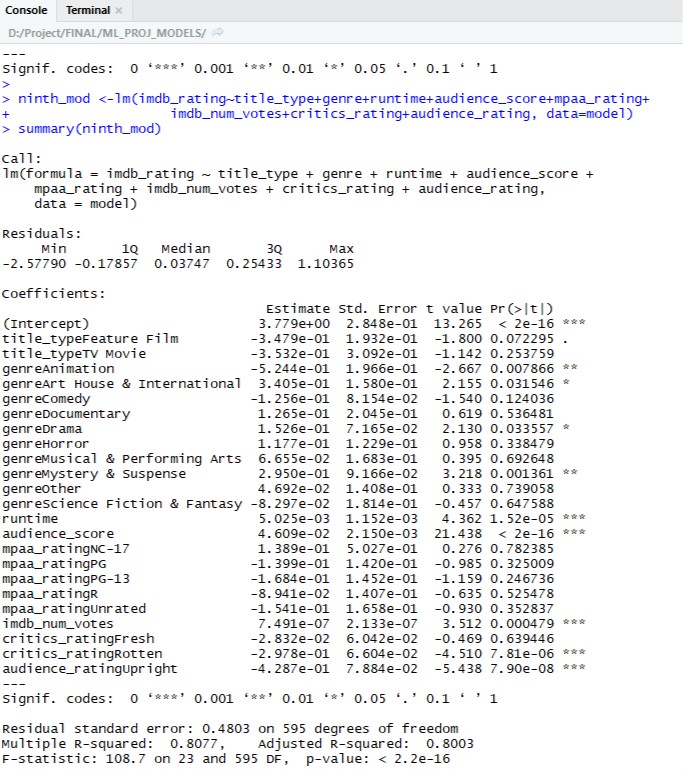 Console Terminal ×
D:/Project/FINAL/ML_PROJ_MODELS/
---
Signif. codes:  0 ‘***’ 0.001 ‘**’ 0.01 ‘*’ 0.05 ‘.’ 0.1 ‘ ’ 1
>
> ninth_mod <-lm(imdb_rating~title_type+genre+runtime+audience_score+mpaa_rating+
+                imdb_num_votes+critics_rating+audience_rating, data=model)
> summary(ninth_mod)
Call:
lm(formula = imdb_rating ~ title_type + genre + runtime + audience_score +
    mpaa_rating + imdb_num_votes + critics_rating + audience_rating,
    data = model)
Residuals:
     Min       1Q   Median       3Q      Max
-2.57790 -0.17857  0.03747  0.25433  1.10365
Coefficients:
                                 Estimate Std. Error t value Pr(>|t|)
(Intercept)                     3.779e+00  2.848e-01  13.265  < 2e-16 ***
title_typeFeature Film         -3.479e-01  1.932e-01  -1.800 0.072295 .
title_typeTV Movie             -3.532e-01  3.092e-01  -1.142 0.253759
genreAnimation                 -5.244e-01  1.966e-01  -2.667 0.007866 **
genreArt House & International  3.405e-01  1.580e-01   2.155 0.031546 *
genreComedy                    -1.256e-01  8.154e-02  -1.540 0.124036
genreDocumentary                1.265e-01  2.045e-01   0.619 0.536481
genreDrama                      1.526e-01  7.165e-02   2.130 0.033557 *
genreHorror                     1.177e-01  1.229e-01   0.958 0.338479
genreMusical & Performing Arts  6.655e-02  1.683e-01   0.395 0.692648
genreMystery & Suspense         2.950e-01  9.166e-02   3.218 0.001361 **
genreOther                      4.692e-02  1.408e-01   0.333 0.739058
genreScience Fiction & Fantasy -8.297e-02  1.814e-01  -0.457 0.647588
runtime                         5.025e-03  1.152e-03   4.362 1.52e-05 ***
audience_score                  4.609e-02  2.150e-03  21.438  < 2e-16 ***
mpaa_ratingNC-17                1.389e-01  5.027e-01   0.276 0.782385
mpaa_ratingPG                  -1.399e-01  1.420e-01  -0.985 0.325009
mpaa_ratingPG-13               -1.684e-01  1.452e-01  -1.159 0.246736
mpaa_ratingR                   -8.941e-02  1.407e-01  -0.635 0.525478
mpaa_ratingUnrated             -1.541e-01  1.658e-01  -0.930 0.352837
imdb_num_votes                  7.491e-07  2.133e-07   3.512 0.000479 ***
critics_ratingFresh            -2.832e-02  6.042e-02  -0.469 0.639446
critics_ratingRotten           -2.978e-01  6.604e-02  -4.510 7.81e-06 ***
audience_ratingUpright         -4.287e-01  7.884e-02  -5.438 7.90e-08 ***
---
Signif. codes:  0 ‘***’ 0.001 ‘**’ 0.01 ‘*’ 0.05 ‘.’ 0.1 ‘ ’ 1
Residual standard error: 0.4803 on 595 degrees of freedom
Multiple R-squared:  0.8077,    Adjusted R-squared:  0.8003
F-statistic: 108.7 on 23 and 595 DF,  p-value: < 2.2e-16